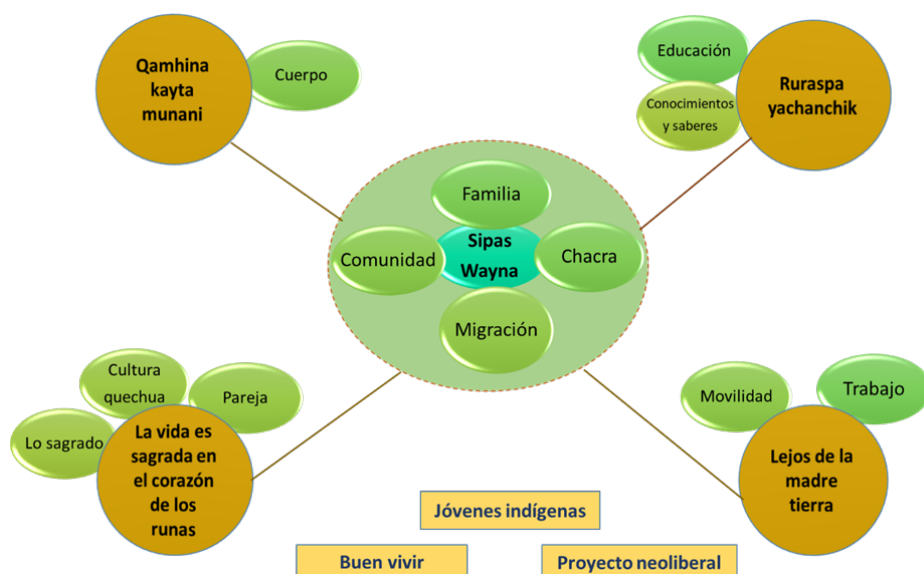 Qamhina
kayta
munani
Cuerpo
Educación
Conocimientos
y saberes
Ruraspa
yachanchik
Familia
Comunidad
Sipas
Wayna
Chacra
Migración
Cultura
quechua
Pareja
Lo sagrado
La vida es
sagrada en
el corazón
de los
runas
Movilidad
Trabajo
Lejos de la
madre
tierra
Jóvenes indígenas
Buen vivir
Proyecto neoliberal